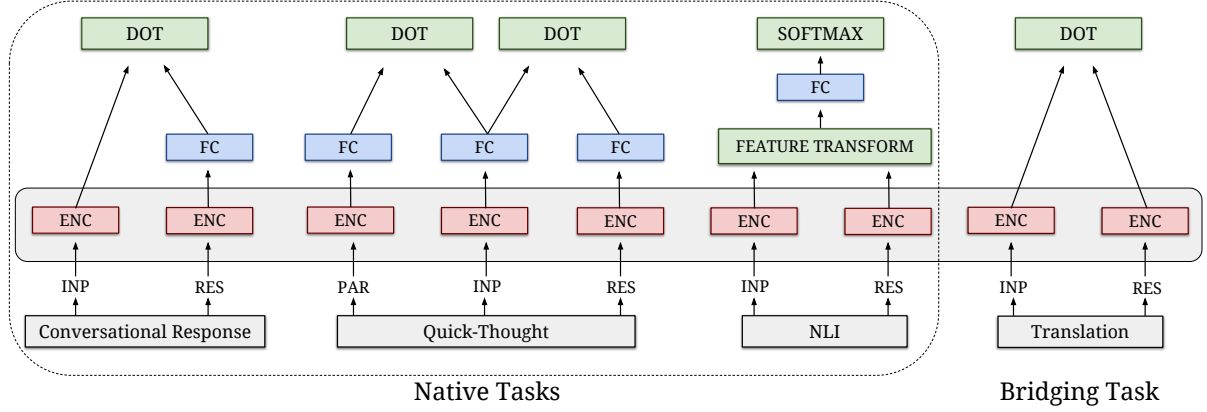 DOT DOT DOT SOFTMAX DOT
FC
FC FC FC FC FEATURE TRANSFORM
ENC ENC ENC ENC ENC ENC ENC ENC ENC
INP RES PAR INP RES INP RES INP RES
Conversational Response Quick-Thought NLI Translation
Native Tasks Bridging Task